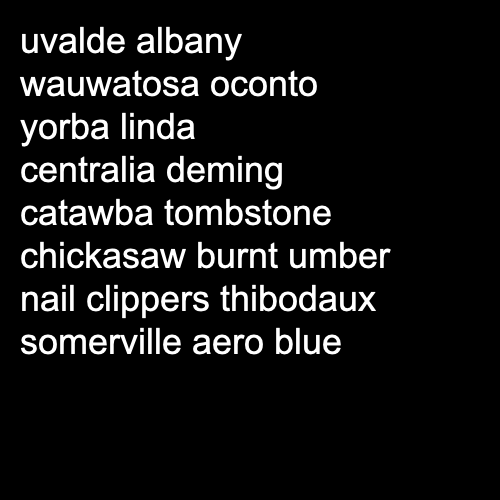 uvalde albany
wauwatosa oconto
yorba linda
centralia deming
catawba tombstone
chickasaw burnt umber
nail clippers thibodaux
somerville aero blue